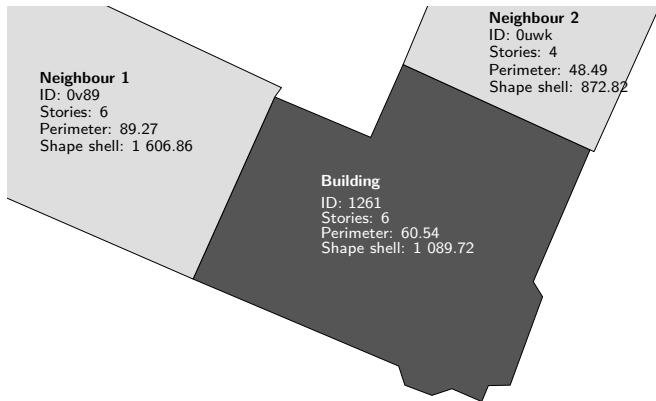 Neighbour 1
ID: 0v89
Stories: 6
Perimeter: 89.27
Shape shell: 1 606.86
Neighbour 2
ID: 0uwk
Stories: 4
Perimeter: 48.49
Shape shell: 872.82
Building
ID: 1261
Stories: 6
Perimeter: 60.54
Shape shell: 1 089.72